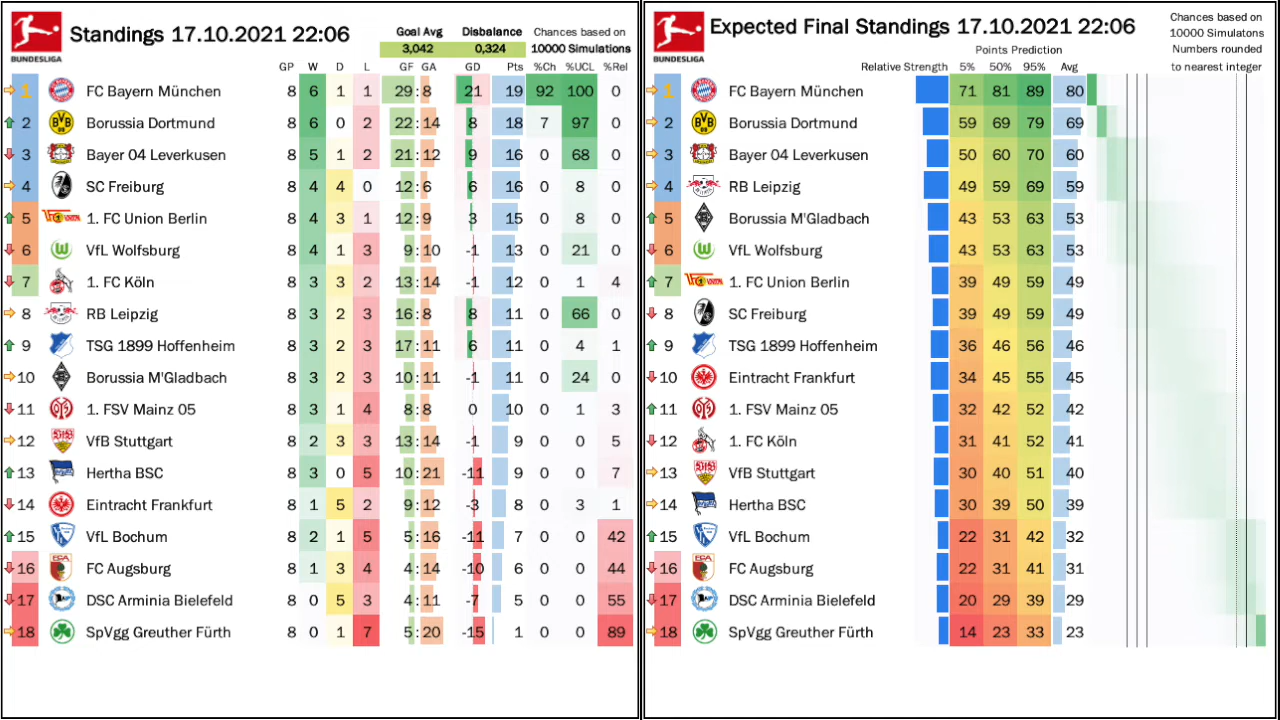 BUNDESLIGA
Standings 17.10.2021 22:06
Goal Avg Disbalance Chances based on
3,042 0,324 10000 Simulations
GP W D L GF GA GD Pts %Ch %UCL %Rel
1 FC Bayern München 8 6 1 1 29:8 21 19 92 100 0
2 Borussia Dortmund 8 6 0 2 22:14 8 18 7 97 0
3 Bayer 04 Leverkusen 8 5 1 2 21:12 9 16 0 68 0
4 SC Freiburg 8 4 4 0 12:6 6 16 0 8 0
5 1. FC Union Berlin 8 4 3 1 12:9 3 15 0 8 0
6 VfL Wolfsburg 8 4 1 3 9:10 -1 13 0 21 0
7 1. FC Köln 8 3 3 2 13:14 -1 12 0 1 4
8 RB Leipzig 8 3 2 3 16:8 8 11 0 66 0
9 TSG 1899 Hoffenheim 8 3 2 3 17:11 6 11 0 4 1
10 Borussia M'Gladbach 8 3 2 3 10:11 -1 11 0 24 0
11 1. FSV Mainz 05 8 3 1 4 8:8 0 10 0 1 3
12 VfB Stuttgart 8 2 3 3 13:14 -1 9 0 0 5
13 Hertha BSC 8 3 0 5 10:21 -11 9 0 0 7
14 Eintracht Frankfurt 8 1 5 2 9:12 -3 8 0 3 1
15 VfL Bochum 8 2 1 5 5:16 -11 7 0 0 42
16 FC Augsburg 8 1 3 4 4:14 -10 6 0 0 44
17 DSC Arminia Bielefeld 8 0 5 3 4:11 -7 5 0 0 55
18 SpVgg Greuther Fürth 8 0 1 7 5:20 -15 1 0 0 89
BUNDESLIGA
Expected Final Standings 17.10.2021 22:06
Chances based on
10000 Simulatons
Numbers rounded
to nearest integer
Points Prediction
Relative Strength 5% 50% 95% Avg
1 FC Bayern München 71 81 89 80
2 Borussia Dortmund 59 69 79 69
3 Bayer 04 Leverkusen 50 60 70 60
4 RB Leipzig 49 59 69 59
5 Borussia M'Gladbach 43 53 63 53
6 VfL Wolfsburg 43 53 63 53
7 1. FC Union Berlin 39 49 59 49
8 SC Freiburg 39 49 59 49
9 TSG 1899 Hoffenheim 36 46 56 46
10 Eintracht Frankfurt 34 45 55 45
11 1. FSV Mainz 05 32 42 52 42
12 1. FC Köln 31 41 52 41
13 VfB Stuttgart 30 40 51 40
14 Hertha BSC 30 39 50 39
15 VfL Bochum 22 31 42 32
16 FC Augsburg 22 31 41 31
17 DSC Arminia Bielefeld 20 29 39 29
18 SpVgg Greuther Fürth 14 23 33 23